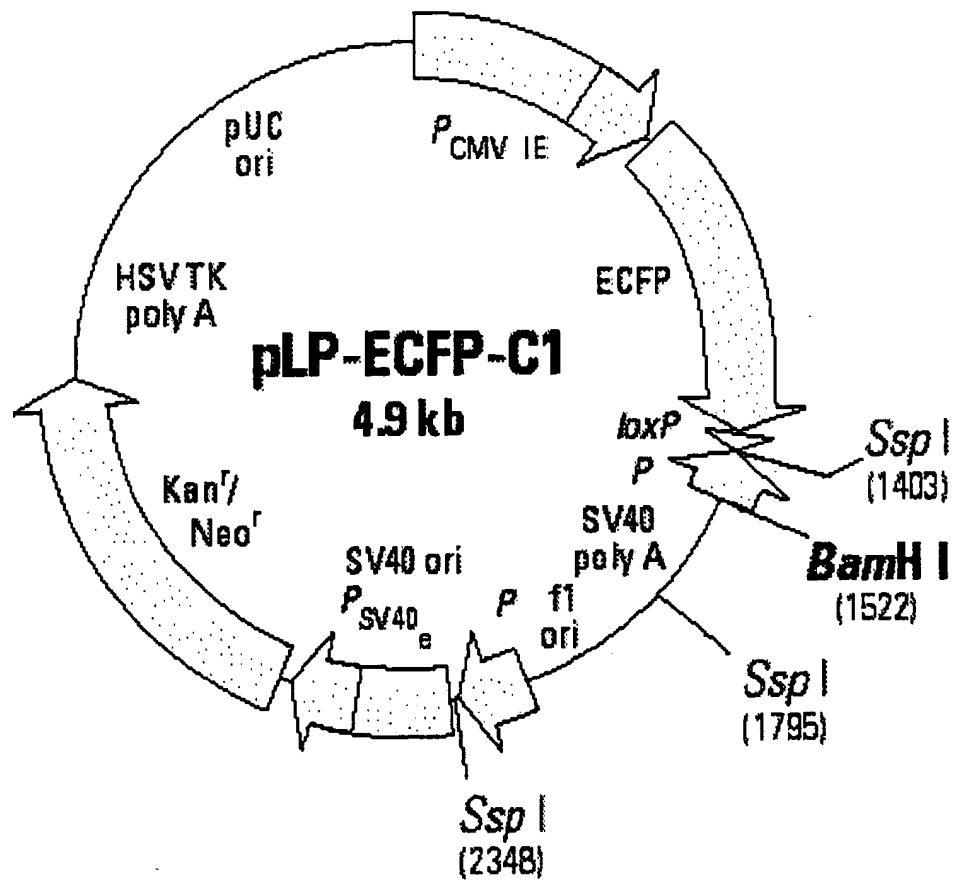 pUC
ori
P CMV IE
HSV TK
poly A
ECFP
pLP-ECFP-C1
4.9 kb
loxP
P
Ssp I
(1403)
Kanʳ/
Neoʳ
SV40
poly A
BamH I
(1522)
SV40 ori
P SV40 e
P
f1
ori
Ssp I
(1795)
Ssp I
(2348)